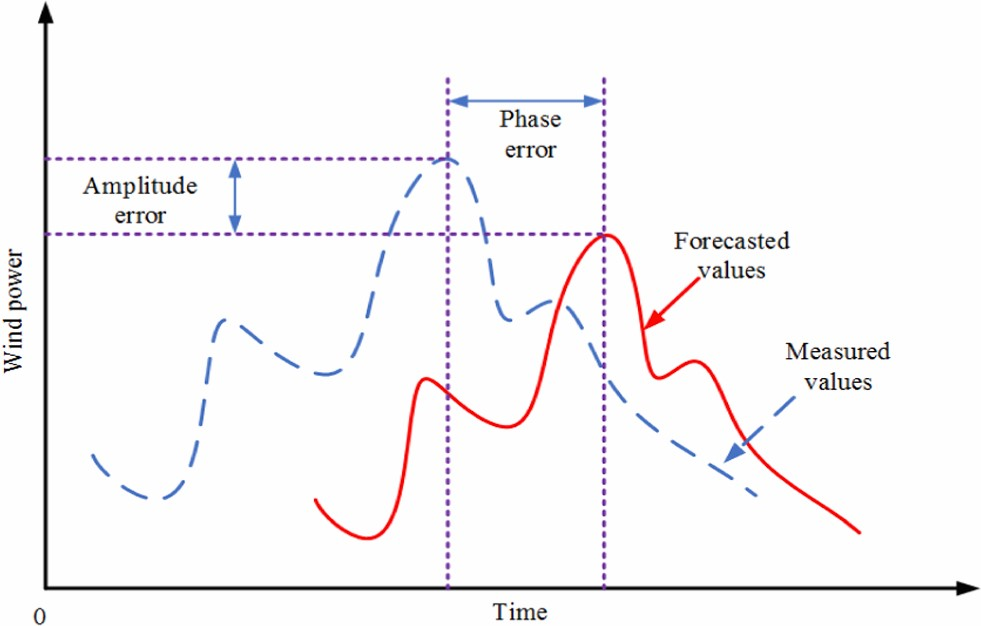 Phase
error
Amplitude
error
Forecasted
values
Wind power
Measured
values
0
Time